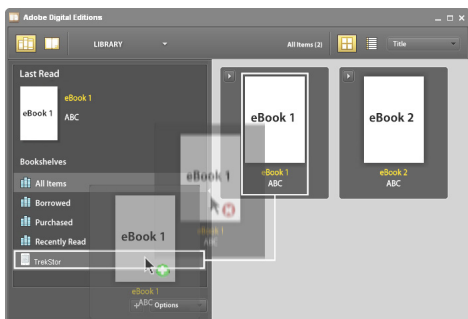 Adobe Digital Editions
LIBRARY
All Items (2)
Title
Last Read
eBook 1
eBook 1
ABC
Bookshelves
All Items
Borrowed
Purchased
Recently Read
TrekStor
Options
eBook 1
eBook 1
ABC
eBook 1
ABC
eBook 1
eBook 1
ABC
eBook 2
eBook 2
ABC